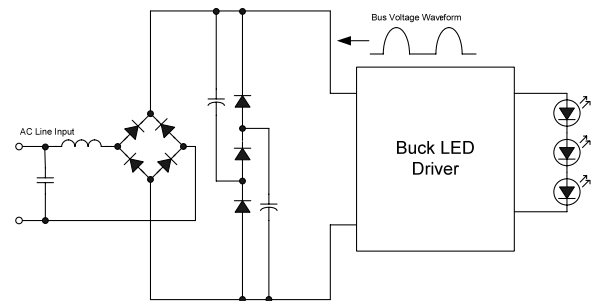 Bus Voltage Waveform
AC Line Input
Buck LED
Driver